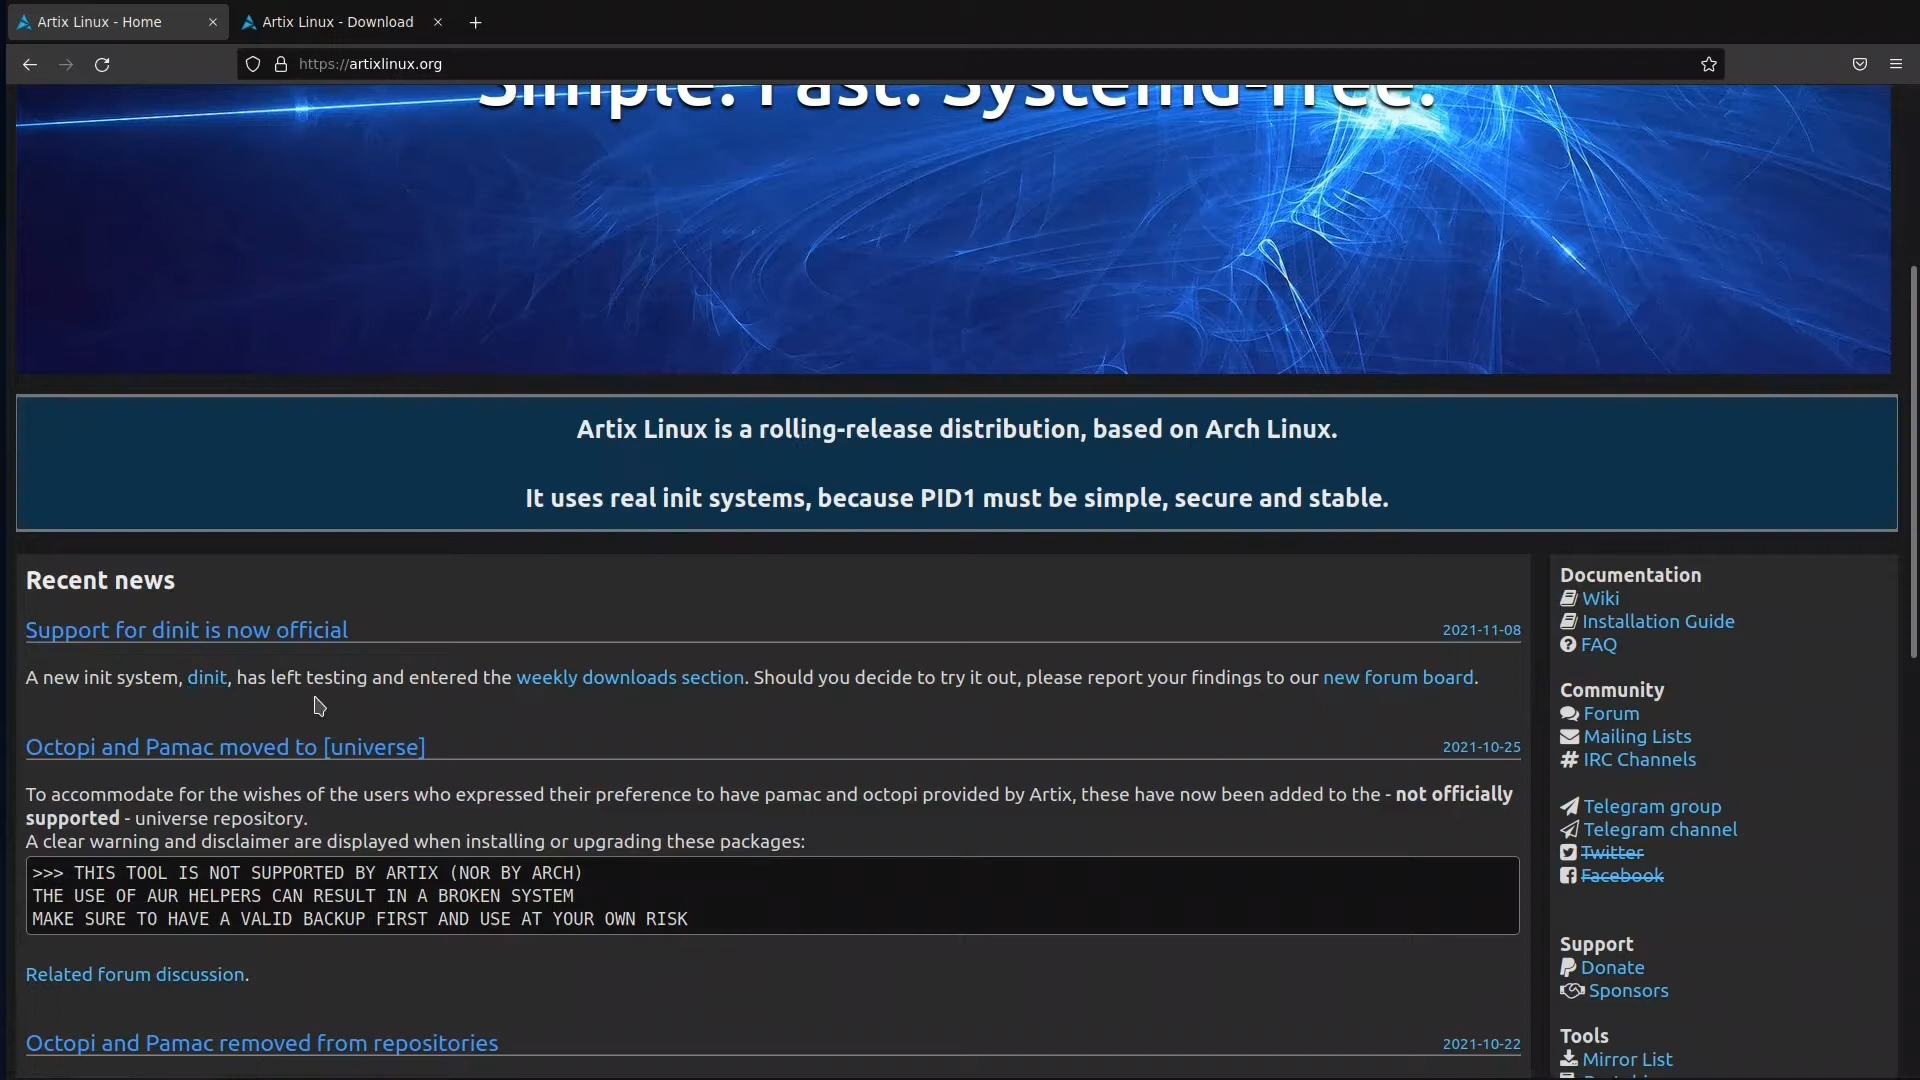 Artix Linux - Home
Artix Linux - Download
https://artixlinux.org
Simple. Fast. Systemd-free.
Artix Linux is a rolling-release distribution, based on Arch Linux.
It uses real init systems, because PID1 must be simple, secure and stable.
Recent news
Support for dinit is now official 2021-11-08
A new init system, dinit, has left testing and entered the weekly downloads section. Should you decide to try it out, please report your findings to our new forum board.
Octopi and Pamac moved to [universe] 2021-10-25
To accommodate for the wishes of the users who expressed their preference to have pamac and octopi provided by Artix, these have now been added to the - not officially
supported - universe repository.
A clear warning and disclaimer are displayed when installing or upgrading these packages:
>>> THIS TOOL IS NOT SUPPORTED BY ARTIX (NOR BY ARCH)
THE USE OF AUR HELPERS CAN RESULT IN A BROKEN SYSTEM
MAKE SURE TO HAVE A VALID BACKUP FIRST AND USE AT YOUR OWN RISK
Related forum discussion.
Octopi and Pamac removed from repositories 2021-10-22
Documentation
Wiki
Installation Guide
FAQ
Community
Forum
Mailing Lists
IRC Channels
Telegram group
Telegram channel
Twitter
Facebook
Support
Donate
Sponsors
Tools
Mirror List